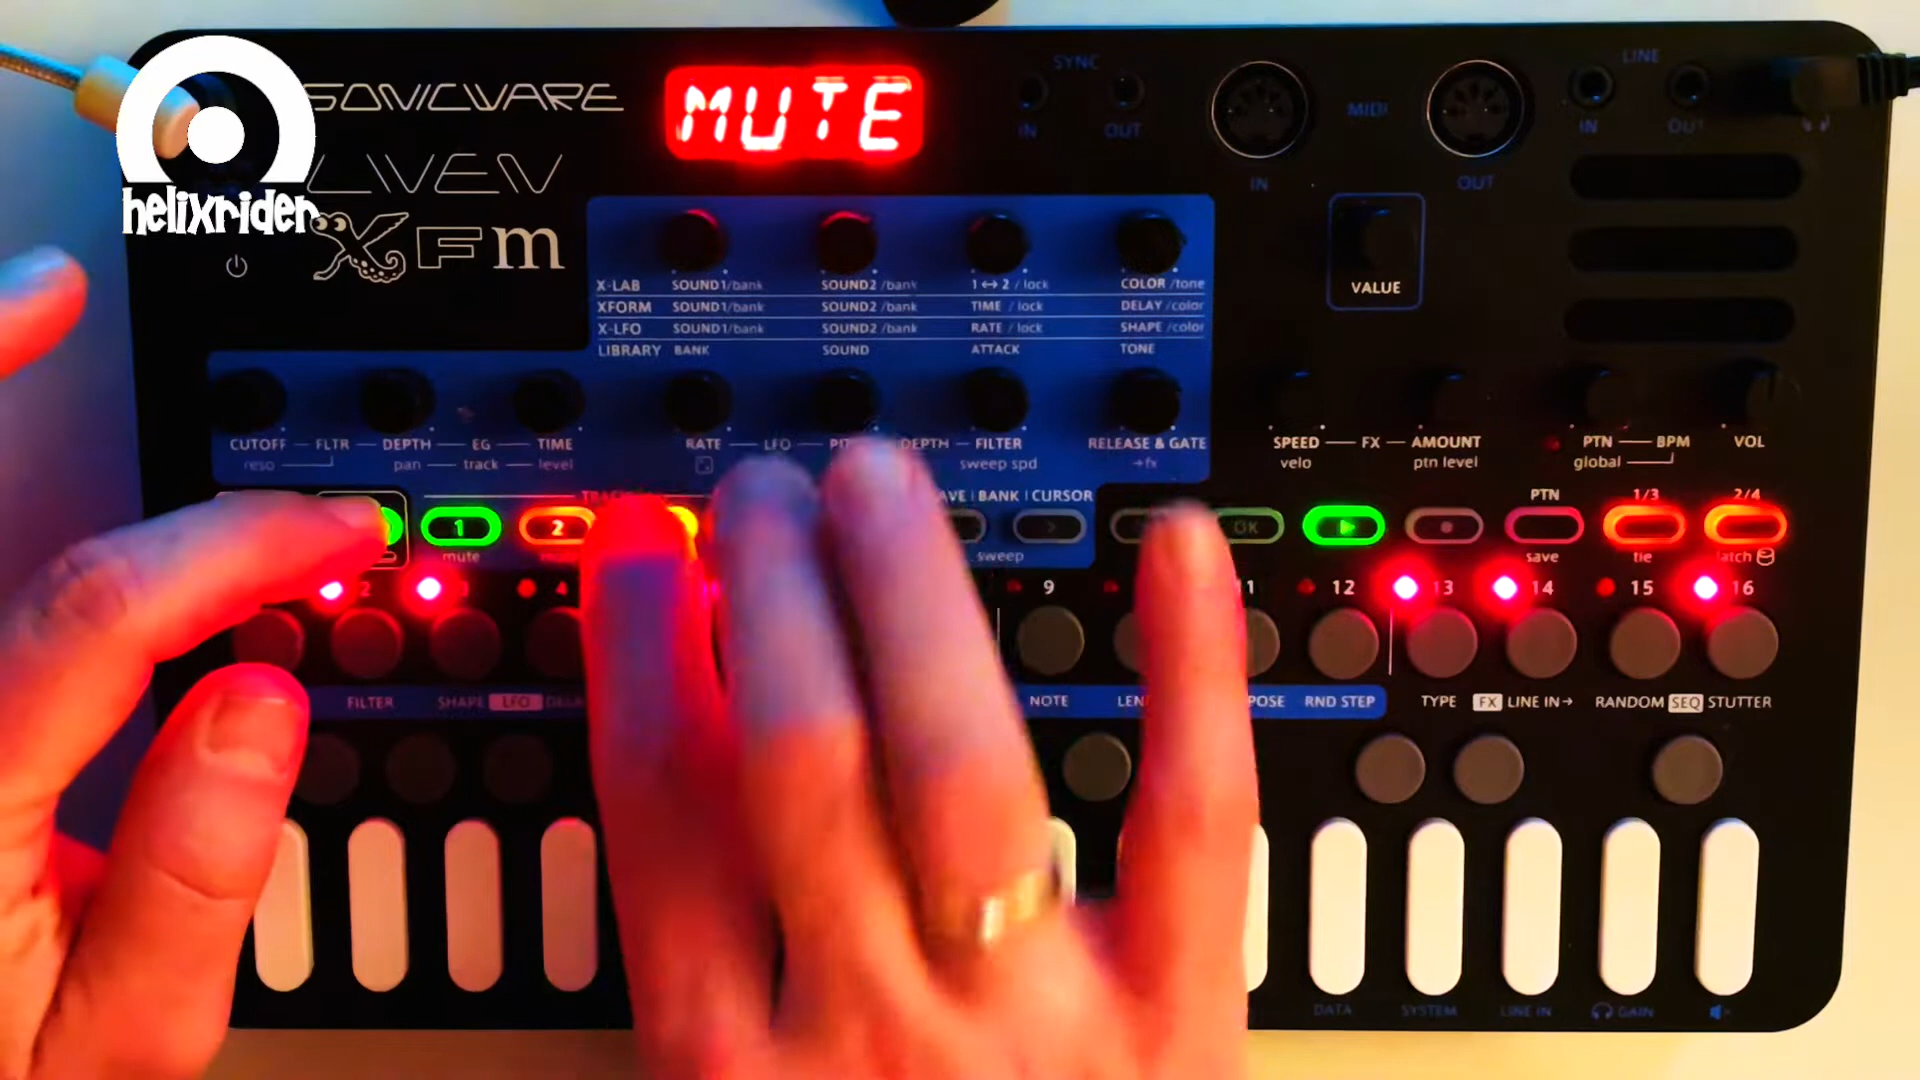 helixrider
SONICWARE
LIVEN
XFm
MUTE
SYNC
IN OUT
MIDI
IN OUT
LINE
IN OUT
VALUE
X-LAB SOUND1/bank SOUND2/bank 1↔2 / lock COLOR/tone
XFORM SOUND1/bank SOUND2/bank TIME / lock DELAY/color
X-LFO SOUND1/bank SOUND2/bank RATE / lock SHAPE/color
LIBRARY BANK SOUND ATTACK TONE
CUTOFF — FLTR — DEPTH — EG — TIME RATE — LFO — DEPTH — FILTER RELEASE & GATE
reso pan — track — level sweep spd →fx
SPEED — FX — AMOUNT PTN — BPM VOL
velo ptn level global
BANK | CURSOR PTN 1/3 2/4
1 2 > OK
mute sweep save tie latch
2 4 9 11 12 13 14 15 16
FILTER SHAPE LFO NOTE RND STEP TYPE FX LINE IN→ RANDOM SEQ STUTTER
DATA SYSTEM LINE IN GAIN